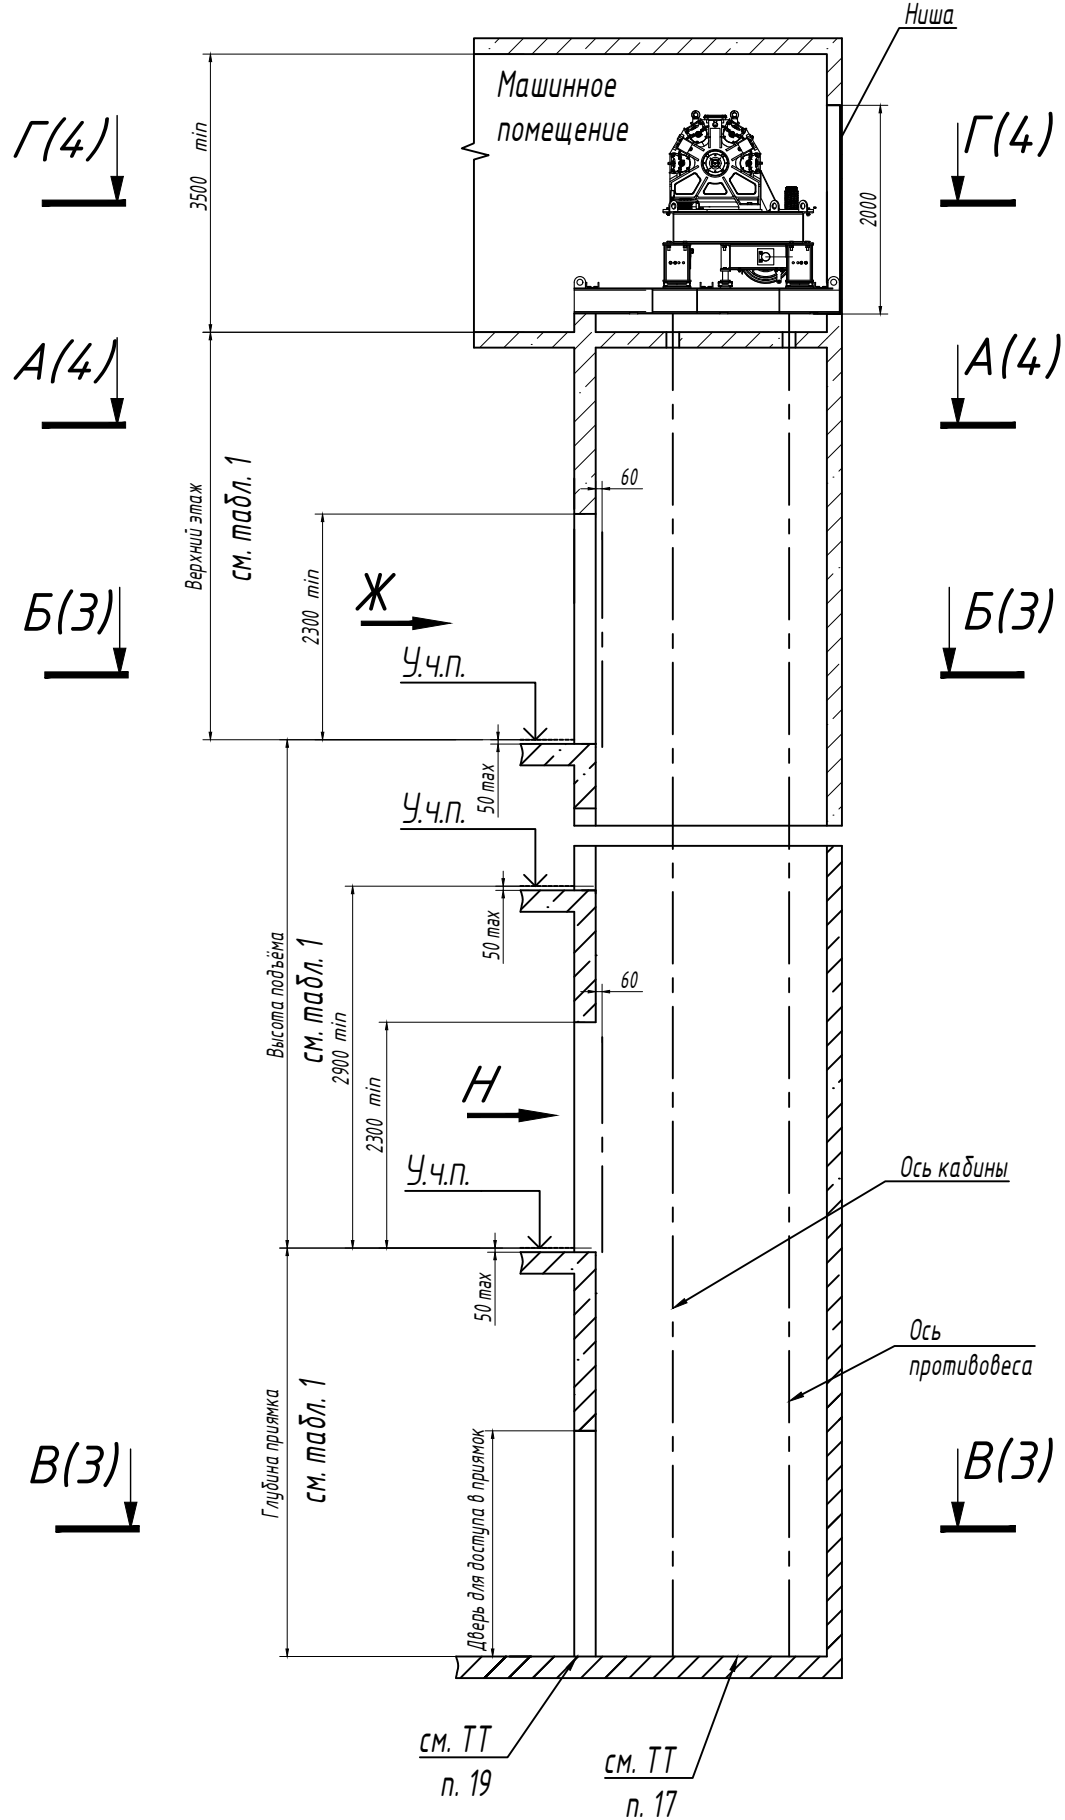 Ниша
Машинное
помещение
Г(4)
Г(4)
3500 min
2000
А(4)
А(4)
Верхний этаж
см. табл. 1
60
2300 min
Ж
Б(3)
Б(3)
У.ч.п.
50 max
У.ч.п.
50 max
Высота подъёма
см. табл. 1
2900 min
60
2300 min
Н
У.ч.п.
50 max
Ось кабины
Ось
противовеса
Глубина приямка
см. табл. 1
Дверь для доступа в приямок
В(3)
В(3)
см. ТТ
п. 19
см. ТТ
п. 17